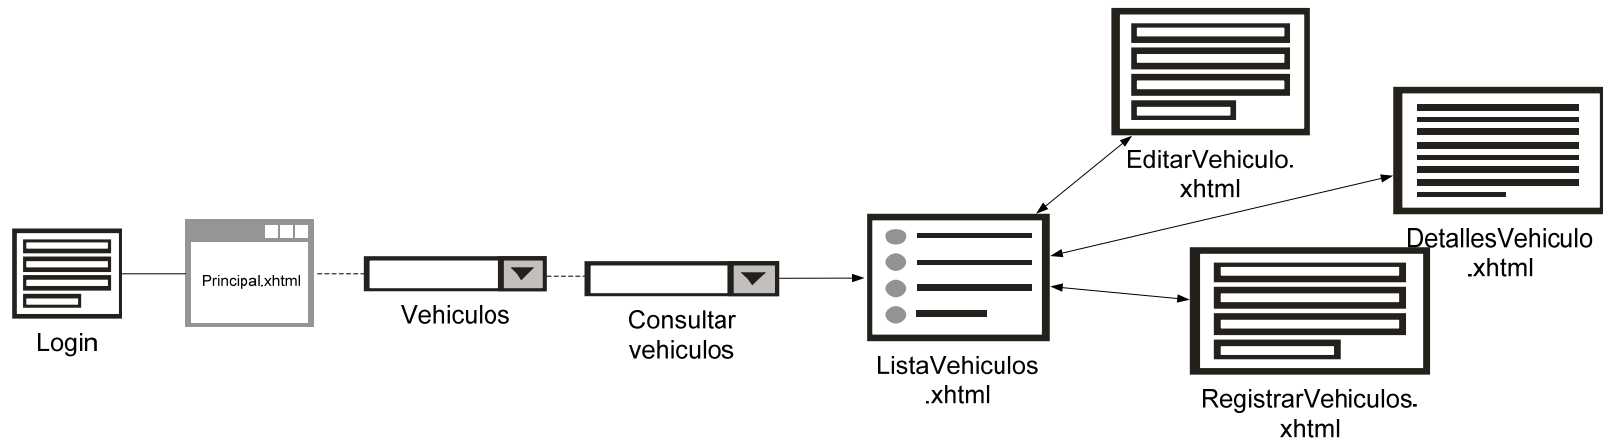 Login
Principal.xhtml
Vehiculos
Consultar
vehiculos
ListaVehiculos
.xhtml
EditarVehiculo.
xhtml
DetallesVehiculo
.xhtml
RegistrarVehiculos.
xhtml